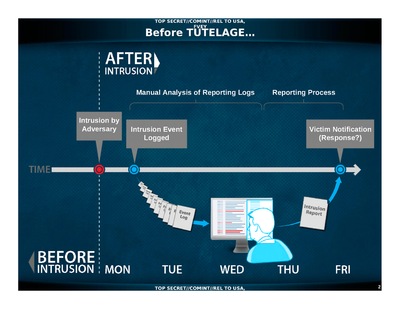 TOP SECRET//COMINT//REL TO USA,
FVEY
Before TUTELAGE...
AFTER
INTRUSION
Manual Analysis of Reporting Logs
Reporting Process
Intrusion by
Adversary
Intrusion Event
Logged
Victim Notification
(Response?)
TIME
Event
Log
Intrusion
Report
BEFORE
INTRUSION
MON
TUE
WED
THU
FRI
TOP SECRET//COMINT//REL TO USA,
2